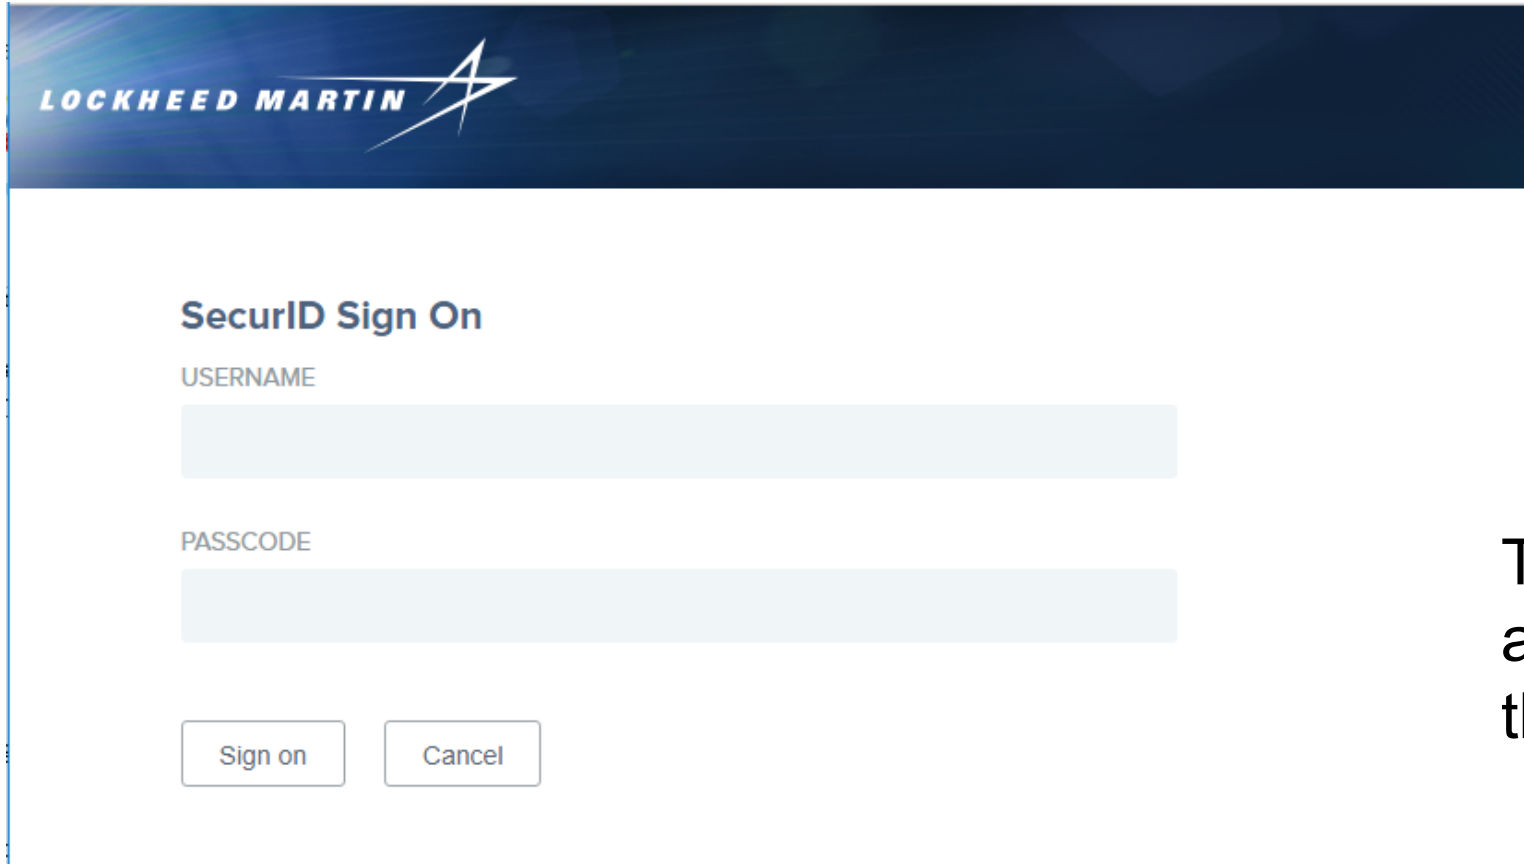 LOCKHEED MARTIN
SecurID Sign On
USERNAME
PASSCODE
Sign on
Cancel